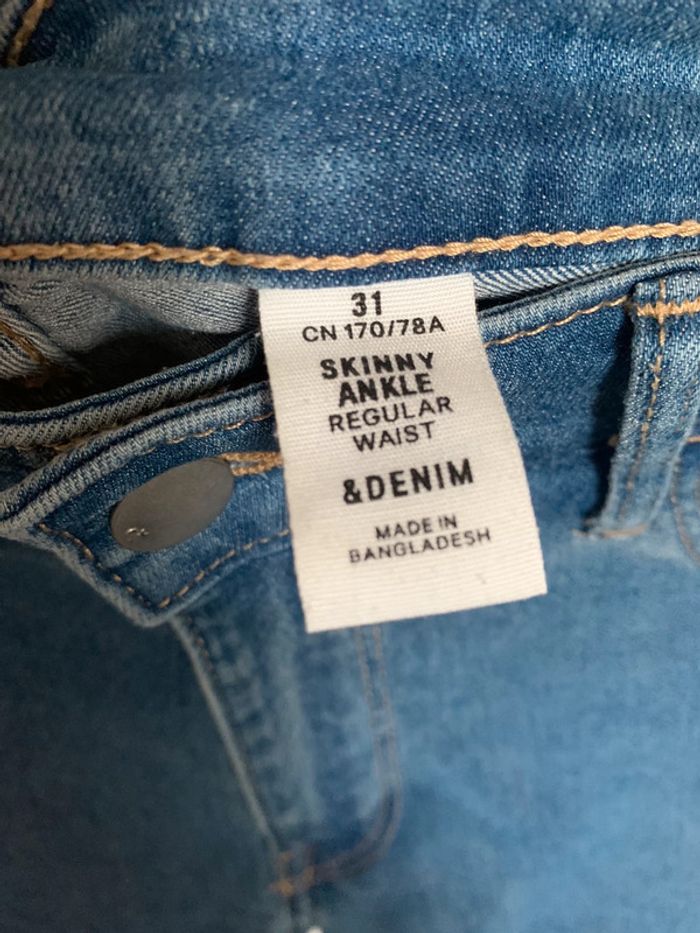 31
CN 170/78A
SKINNY
ANKLE
REGULAR
WAIST
&DENIM
MADE IN
BANGLADESH